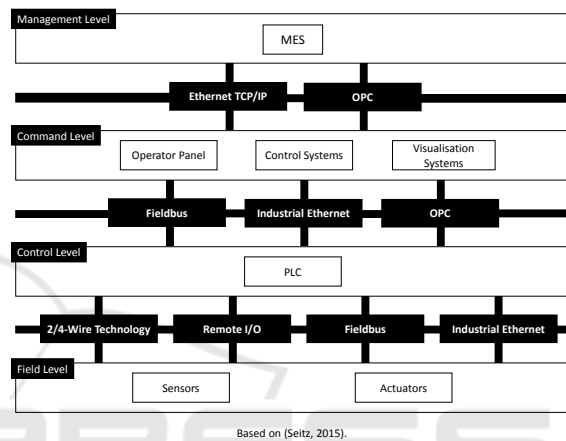 Management Level
MES
Ethernet TCP/IP
OPC
Command Level
Operator Panel
Control Systems
Visualisation
Systems
Fieldbus
Industrial Ethernet
OPC
Control Level
PLC
2/4-Wire Technology
Remote I/O
Fieldbus
Industrial Ethernet
Field Level
Sensors
Actuators
Based on (Seitz, 2015).